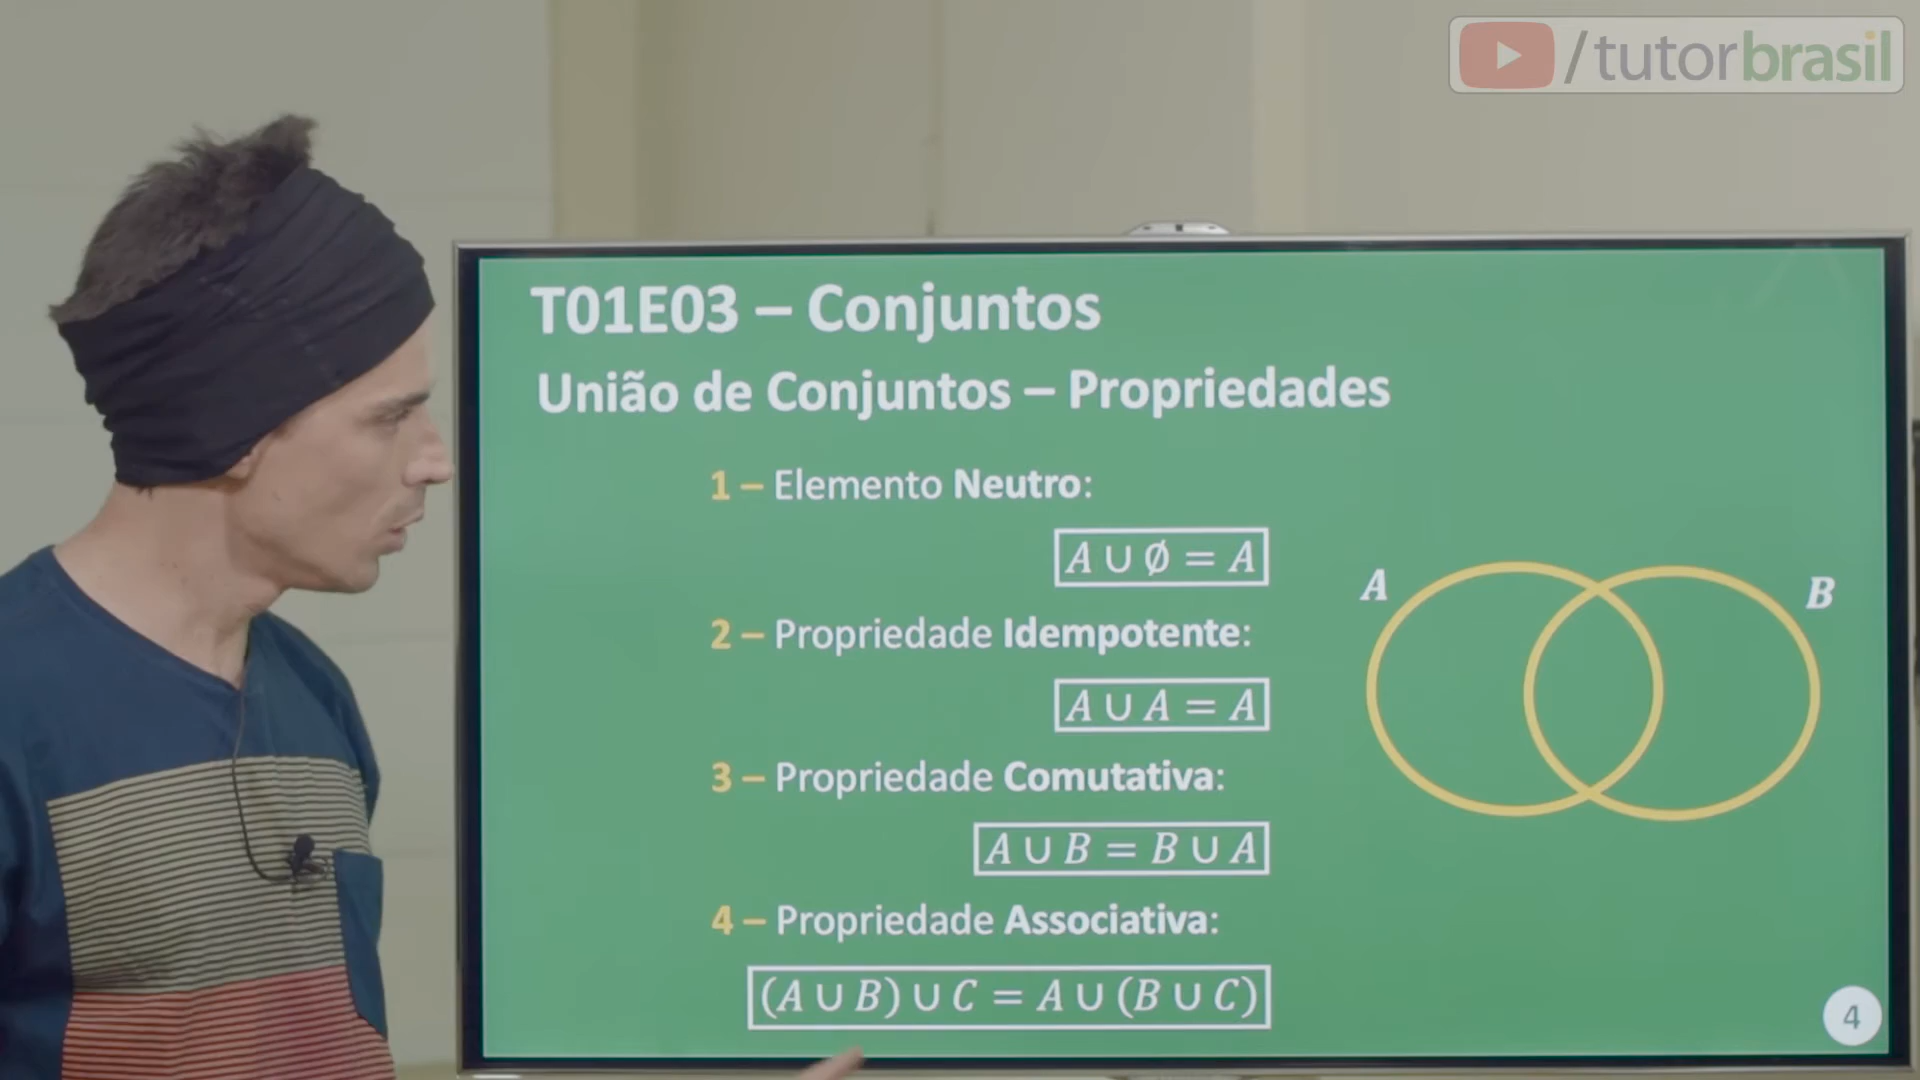 /tutorbrasil
T01E03 – Conjuntos
União de Conjuntos – Propriedades
1 – Elemento Neutro:
A ∪ ∅ = A
2 – Propriedade Idempotente:
A ∪ A = A
3 – Propriedade Comutativa:
A ∪ B = B ∪ A
4 – Propriedade Associativa:
(A ∪ B) ∪ C = A ∪ (B ∪ C)
A
B
4